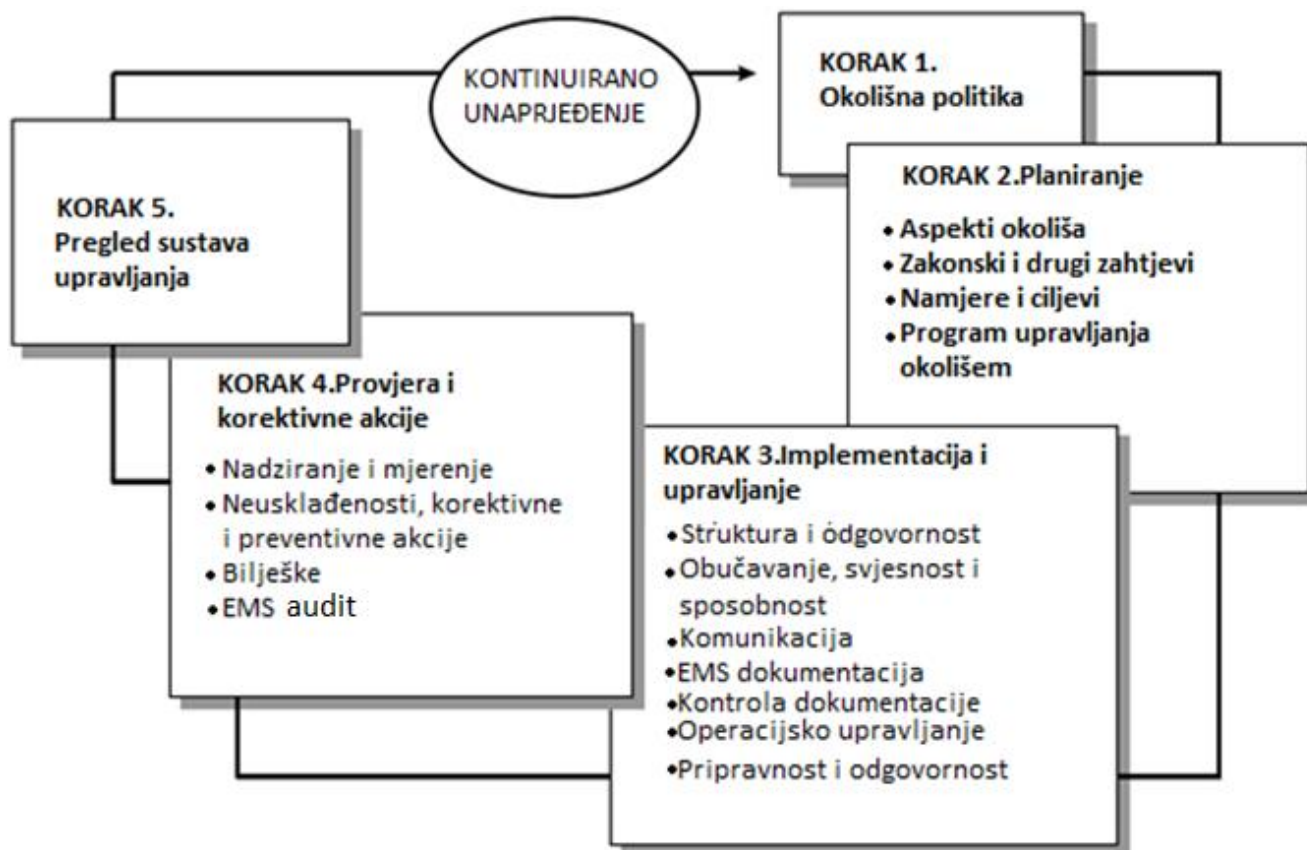 KONTINUIRANO
UNAPRJEĐENJE
KORAK 1.
Okolišna politika
KORAK 2.Planiranje
• Aspekti okoliša
• Zakonski i drugi zahtjevi
• Namjere i ciljevi
• Program upravljanja
okolišem
KORAK 3.Implementacija i
upravljanje
• Struktura i odgovornost
• Obučavanje, svjesnost i
sposobnost
• Komunikacija
• EMS dokumentacija
• Kontrola dokumentacije
• Operacijsko upravljanje
• Pripravnost i odgovornost
KORAK 4.Provjera i
korektivne akcije
• Nadziranje i mjerenje
• Neusklađenosti, korektivne
i preventivne akcije
• Bilješke
• EMS audit
KORAK 5.
Pregled sustava
upravljanja